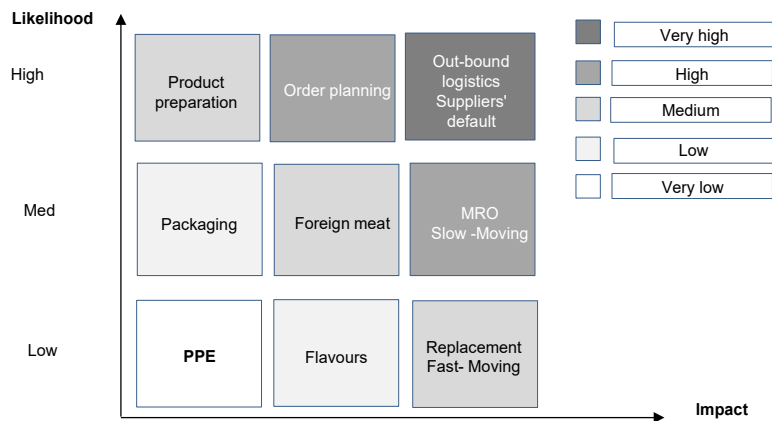 Likelihood
Very high
High
Out-bound
logistics
Suppliers'
default
Product
preparation
Order planning
High
Medium
Low
Very low
Med
Packaging
Foreign meat
MRO
Slow -Moving
Low
PPE
Flavours
Replacement
Fast- Moving
Impact